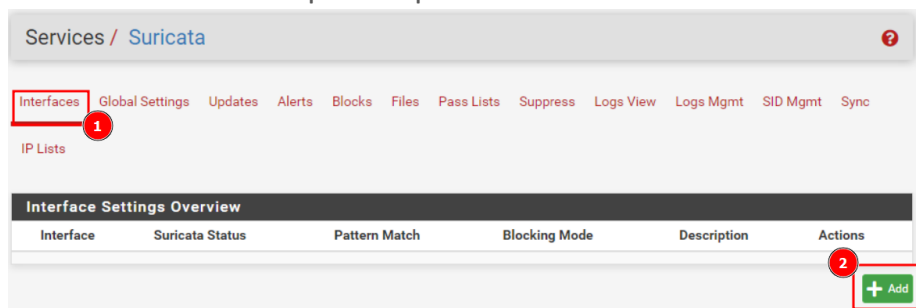 Services / Suricata
Interfaces Global Settings Updates Alerts Blocks Files Pass Lists Suppress Logs View Logs Mgmt SID Mgmt Sync
1
IP Lists
Interface Settings Overview
Interface Suricata Status Pattern Match Blocking Mode Description Actions
2
Add